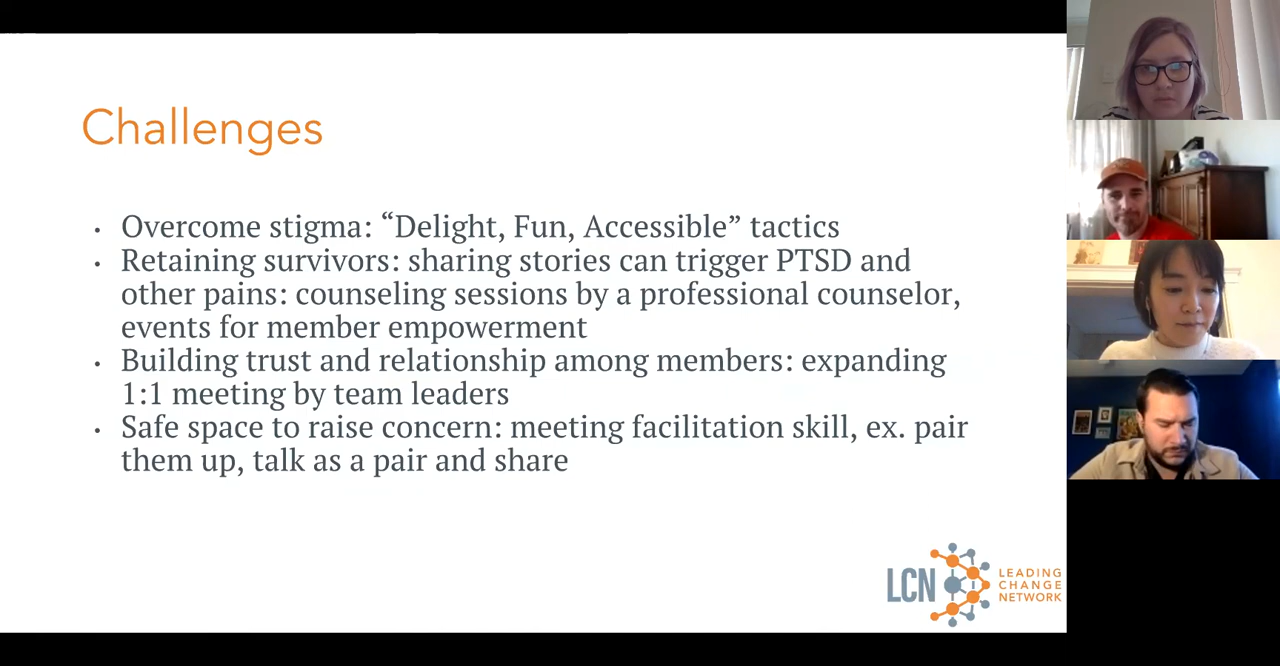 Challenges
• Overcome stigma: “Delight, Fun, Accessible” tactics
• Retaining survivors: sharing stories can trigger PTSD and
other pains: counseling sessions by a professional counselor,
events for member empowerment
• Building trust and relationship among members: expanding
1:1 meeting by team leaders
• Safe space to raise concern: meeting facilitation skill, ex. pair
them up, talk as a pair and share
LCN
LEADING
CHANGE
NETWORK